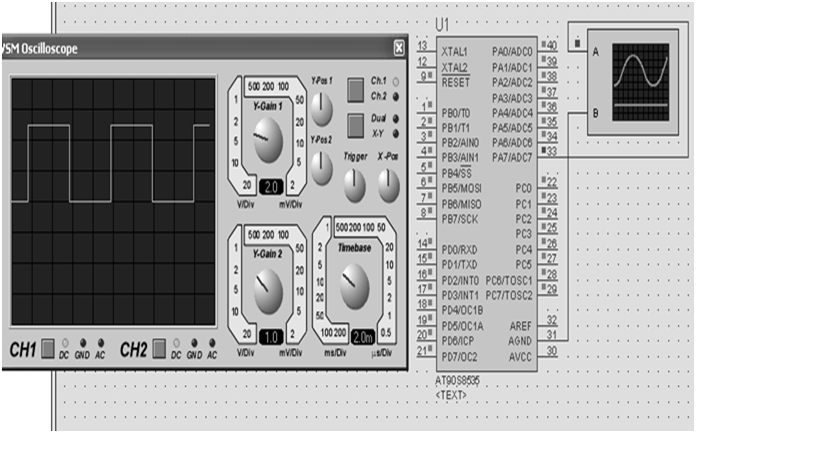 VSM Oscilloscope
500 200 100
1
2
5
10
20
50
20
10
5
2
Y-Gain 1
2.0
V/Div
mV/Div
Y-Pos 1
Ch.1
Ch.2
Dual
X-Y
Y-Pos 2
Trigger
X -Pos
500 200 100
1
2
5
10
20
50
20
10
5
2
Y-Gain 2
1.0
V/Div
mV/Div
1 500 200 100 50
2
5
10
20
50
100 200
20
10
5
2
1
0.5
Timebase
2.0m
ms/Div
µs/Div
CH1
DC GND AC
CH2
DC GND AC
U1
13 XTAL1
12 XTAL2
9 RESET
1 PB0/T0
2 PB1/T1
3 PB2/AIN0
4 PB3/AIN1
5 PB4/SS
6 PB5/MOSI
7 PB6/MISO
8 PB7/SCK
14 PD0/RXD
15 PD1/TXD
16 PD2/INT0
17 PD3/INT1
18 PD4/OC1B
19 PD5/OC1A
20 PD6/ICP
21 PD7/OC2
PA0/ADC0 40
PA1/ADC1 39
PA2/ADC2 38
PA3/ADC3 37
PA4/ADC4 36
PA5/ADC5 35
PA6/ADC6 34
PA7/ADC7 33
PC0 22
PC1 23
PC2 24
PC3 25
PC4 26
PC5 27
PC6/TOSC1 28
PC7/TOSC2 29
AREF 32
AGND 31
AVCC 30
AT90S8535
<TEXT>
A
B